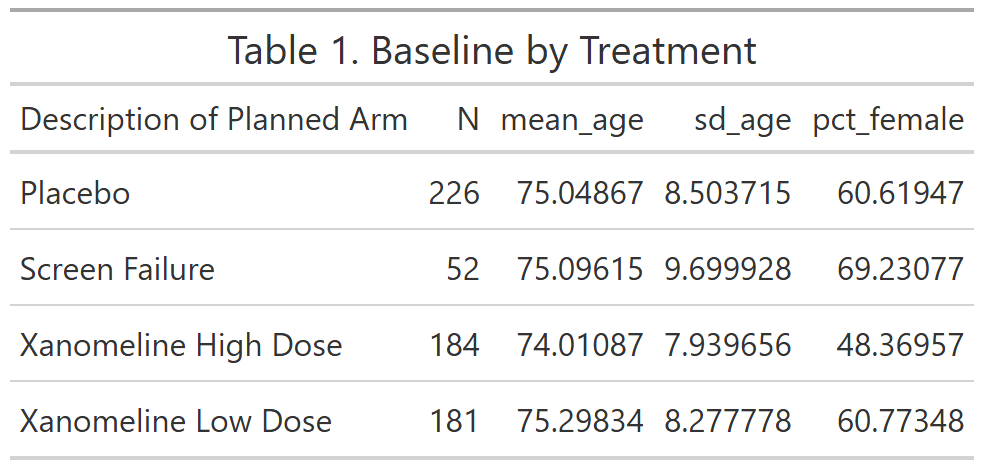 Table 1. Baseline by Treatment
Description of Planned Arm N mean_age sd_age pct_female
Placebo 226 75.04867 8.503715 60.61947
Screen Failure 52 75.09615 9.699928 69.23077
Xanomeline High Dose 184 74.01087 7.939656 48.36957
Xanomeline Low Dose 181 75.29834 8.277778 60.77348